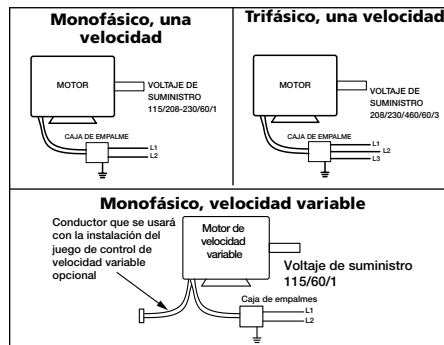 Monofásico, una
velocidad
MOTOR
VOLTAJE DE
SUMINISTRO
115/208-230/60/1
CAJA DE EMPALME
L1
L2
Trifásico, una velocidad
MOTOR
VOLTAJE DE
SUMINISTRO
208/230/460/60/3
CAJA DE EMPALME
L1
L2
L3
Monofásico, velocidad variable
Conductor que se usará
con la instalación del
juego de control de
velocidad variable
opcional
Motor de
velocidad
variable
Voltaje de suministro
115/60/1
Caja de empalmes
L1
L2